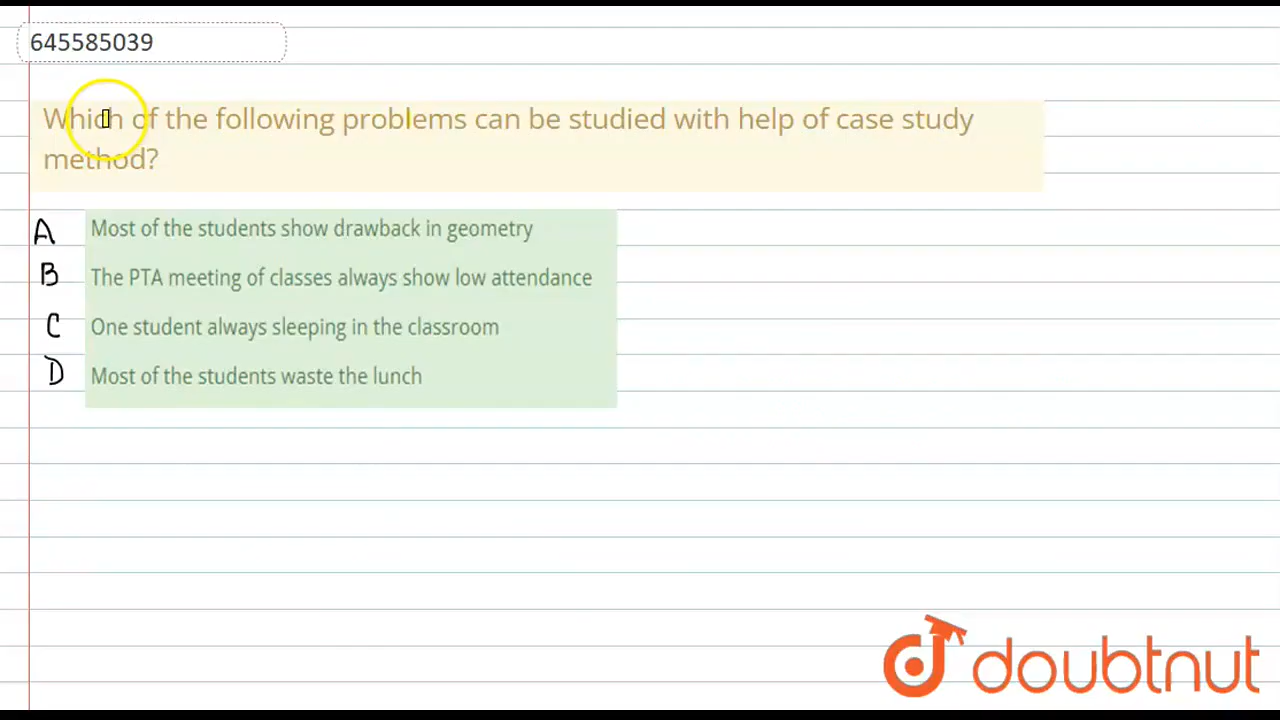 645585039
Which of the following problems can be studied with help of case study
method?
A Most of the students show drawback in geometry
B The PTA meeting of classes always show low attendance
C One student always sleeping in the classroom
D Most of the students waste the lunch
doubtnut